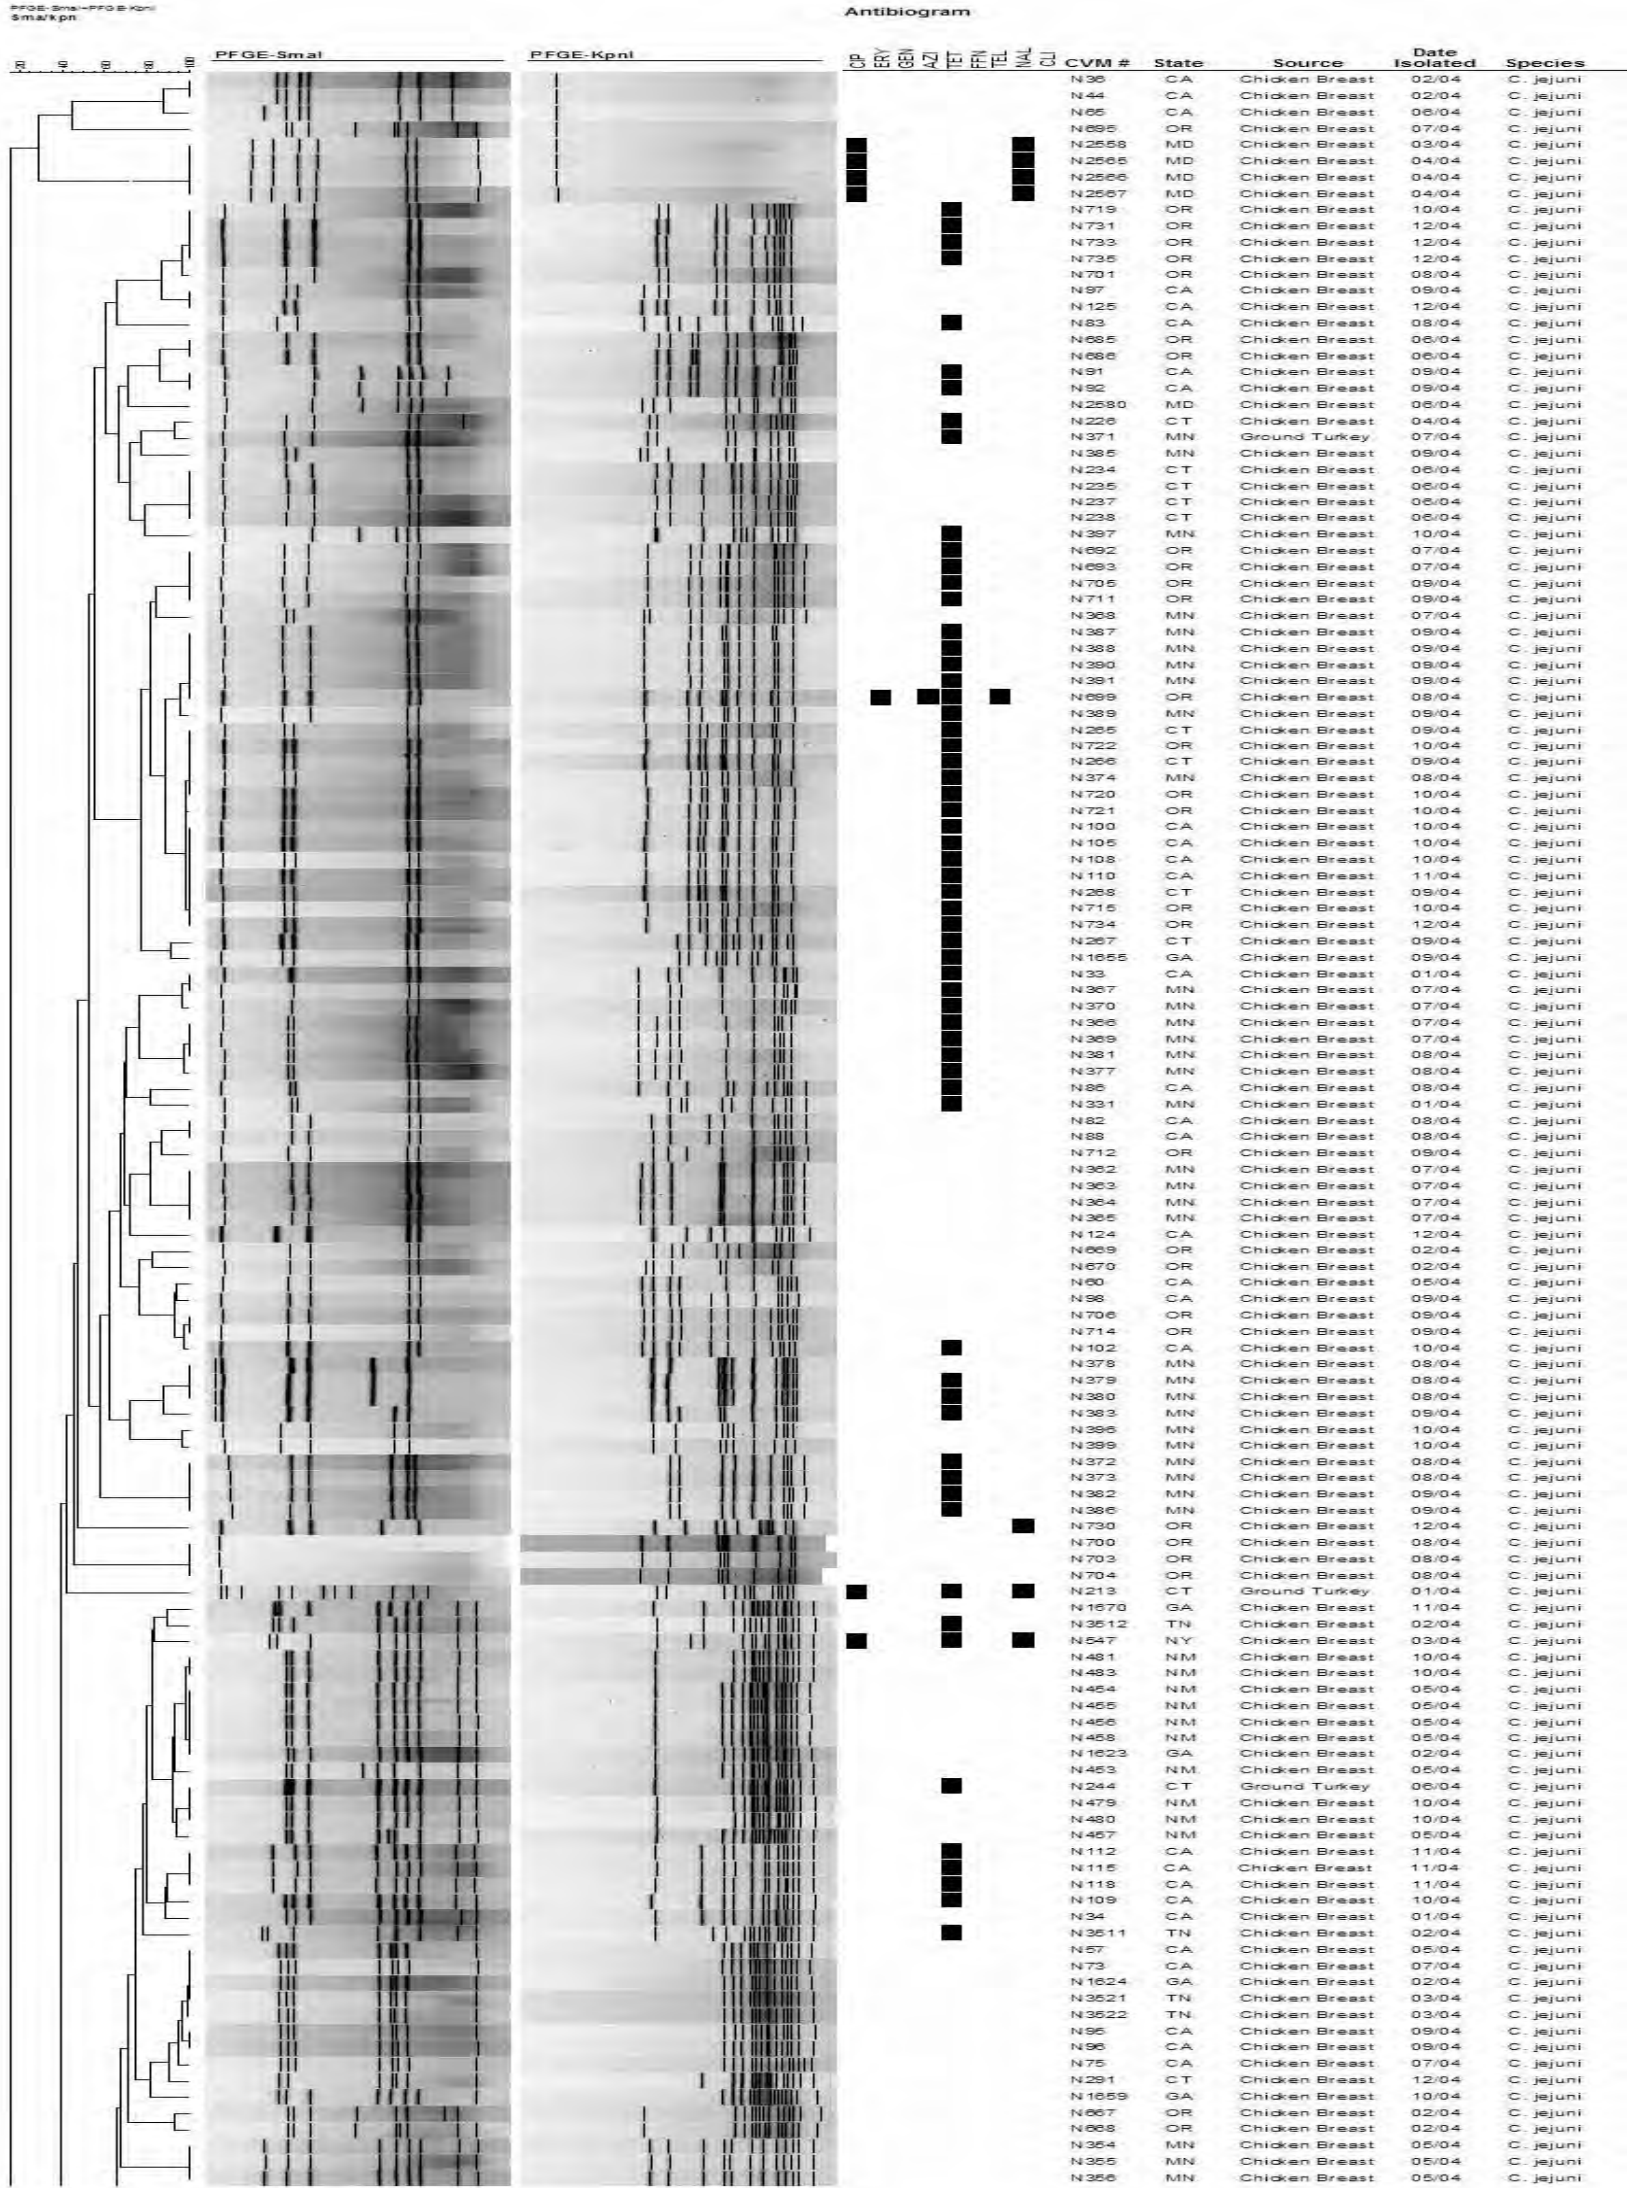 PFGE-SmaI+PFGE-KpnI
Sma/kpn
Antibiogram
20 40 60 80 100
PFGE-SmaI PFGE-KpnI CIP ERY GEN AZI TET FFN TEL NAL CLI CVM # State Source Date Isolated Species
N36 CA Chicken Breast 02/04 C. jejuni
N44 CA Chicken Breast 02/04 C. jejuni
N65 CA Chicken Breast 06/04 C. jejuni
N695 OR Chicken Breast 07/04 C. jejuni
N2558 MD Chicken Breast 03/04 C. jejuni
N2565 MD Chicken Breast 04/04 C. jejuni
N2566 MD Chicken Breast 04/04 C. jejuni
N2567 MD Chicken Breast 04/04 C. jejuni
N719 OR Chicken Breast 10/04 C. jejuni
N731 OR Chicken Breast 12/04 C. jejuni
N733 OR Chicken Breast 12/04 C. jejuni
N735 OR Chicken Breast 12/04 C. jejuni
N701 OR Chicken Breast 08/04 C. jejuni
N97 CA Chicken Breast 09/04 C. jejuni
N125 CA Chicken Breast 12/04 C. jejuni
N83 CA Chicken Breast 08/04 C. jejuni
N685 OR Chicken Breast 06/04 C. jejuni
N686 OR Chicken Breast 06/04 C. jejuni
N91 CA Chicken Breast 09/04 C. jejuni
N92 CA Chicken Breast 09/04 C. jejuni
N2580 MD Chicken Breast 06/04 C. jejuni
N226 CT Chicken Breast 04/04 C. jejuni
N371 MN Ground Turkey 07/04 C. jejuni
N385 MN Chicken Breast 09/04 C. jejuni
N234 CT Chicken Breast 06/04 C. jejuni
N235 CT Chicken Breast 06/04 C. jejuni
N237 CT Chicken Breast 06/04 C. jejuni
N238 CT Chicken Breast 06/04 C. jejuni
N397 MN Chicken Breast 10/04 C. jejuni
N692 OR Chicken Breast 07/04 C. jejuni
N693 OR Chicken Breast 07/04 C. jejuni
N705 OR Chicken Breast 09/04 C. jejuni
N711 OR Chicken Breast 09/04 C. jejuni
N368 MN Chicken Breast 07/04 C. jejuni
N387 MN Chicken Breast 09/04 C. jejuni
N388 MN Chicken Breast 09/04 C. jejuni
N390 MN Chicken Breast 09/04 C. jejuni
N391 MN Chicken Breast 09/04 C. jejuni
N699 OR Chicken Breast 08/04 C. jejuni
N389 MN Chicken Breast 09/04 C. jejuni
N265 CT Chicken Breast 09/04 C. jejuni
N722 OR Chicken Breast 10/04 C. jejuni
N266 CT Chicken Breast 09/04 C. jejuni
N374 MN Chicken Breast 08/04 C. jejuni
N720 OR Chicken Breast 10/04 C. jejuni
N721 OR Chicken Breast 10/04 C. jejuni
N100 CA Chicken Breast 10/04 C. jejuni
N105 CA Chicken Breast 10/04 C. jejuni
N108 CA Chicken Breast 10/04 C. jejuni
N110 CA Chicken Breast 11/04 C. jejuni
N268 CT Chicken Breast 09/04 C. jejuni
N715 OR Chicken Breast 10/04 C. jejuni
N734 OR Chicken Breast 12/04 C. jejuni
N267 CT Chicken Breast 09/04 C. jejuni
N1655 GA Chicken Breast 09/04 C. jejuni
N33 CA Chicken Breast 01/04 C. jejuni
N367 MN Chicken Breast 07/04 C. jejuni
N370 MN Chicken Breast 07/04 C. jejuni
N366 MN Chicken Breast 07/04 C. jejuni
N369 MN Chicken Breast 07/04 C. jejuni
N381 MN Chicken Breast 08/04 C. jejuni
N377 MN Chicken Breast 08/04 C. jejuni
N86 CA Chicken Breast 08/04 C. jejuni
N331 MN Chicken Breast 01/04 C. jejuni
N82 CA Chicken Breast 08/04 C. jejuni
N88 CA Chicken Breast 08/04 C. jejuni
N712 OR Chicken Breast 09/04 C. jejuni
N362 MN Chicken Breast 07/04 C. jejuni
N363 MN Chicken Breast 07/04 C. jejuni
N364 MN Chicken Breast 07/04 C. jejuni
N365 MN Chicken Breast 07/04 C. jejuni
N124 CA Chicken Breast 12/04 C. jejuni
N669 OR Chicken Breast 02/04 C. jejuni
N670 OR Chicken Breast 02/04 C. jejuni
N60 CA Chicken Breast 05/04 C. jejuni
N98 CA Chicken Breast 09/04 C. jejuni
N706 OR Chicken Breast 09/04 C. jejuni
N714 OR Chicken Breast 09/04 C. jejuni
N102 CA Chicken Breast 10/04 C. jejuni
N378 MN Chicken Breast 08/04 C. jejuni
N379 MN Chicken Breast 08/04 C. jejuni
N380 MN Chicken Breast 08/04 C. jejuni
N383 MN Chicken Breast 09/04 C. jejuni
N396 MN Chicken Breast 10/04 C. jejuni
N399 MN Chicken Breast 10/04 C. jejuni
N372 MN Chicken Breast 08/04 C. jejuni
N373 MN Chicken Breast 08/04 C. jejuni
N382 MN Chicken Breast 09/04 C. jejuni
N386 MN Chicken Breast 09/04 C. jejuni
N730 OR Chicken Breast 12/04 C. jejuni
N700 OR Chicken Breast 08/04 C. jejuni
N703 OR Chicken Breast 08/04 C. jejuni
N704 OR Chicken Breast 08/04 C. jejuni
N213 CT Ground Turkey 01/04 C. jejuni
N1670 GA Chicken Breast 11/04 C. jejuni
N3512 TN Chicken Breast 02/04 C. jejuni
N547 NY Chicken Breast 03/04 C. jejuni
N481 NM Chicken Breast 10/04 C. jejuni
N483 NM Chicken Breast 10/04 C. jejuni
N454 NM Chicken Breast 05/04 C. jejuni
N455 NM Chicken Breast 05/04 C. jejuni
N456 NM Chicken Breast 05/04 C. jejuni
N458 NM Chicken Breast 05/04 C. jejuni
N1623 GA Chicken Breast 02/04 C. jejuni
N453 NM Chicken Breast 05/04 C. jejuni
N244 CT Ground Turkey 06/04 C. jejuni
N479 NM Chicken Breast 10/04 C. jejuni
N480 NM Chicken Breast 10/04 C. jejuni
N457 NM Chicken Breast 05/04 C. jejuni
N112 CA Chicken Breast 11/04 C. jejuni
N115 CA Chicken Breast 11/04 C. jejuni
N118 CA Chicken Breast 11/04 C. jejuni
N109 CA Chicken Breast 10/04 C. jejuni
N34 CA Chicken Breast 01/04 C. jejuni
N3511 TN Chicken Breast 02/04 C. jejuni
N57 CA Chicken Breast 05/04 C. jejuni
N73 CA Chicken Breast 07/04 C. jejuni
N1624 GA Chicken Breast 02/04 C. jejuni
N3521 TN Chicken Breast 03/04 C. jejuni
N3522 TN Chicken Breast 03/04 C. jejuni
N95 CA Chicken Breast 09/04 C. jejuni
N96 CA Chicken Breast 09/04 C. jejuni
N75 CA Chicken Breast 07/04 C. jejuni
N291 CT Chicken Breast 12/04 C. jejuni
N1659 GA Chicken Breast 10/04 C. jejuni
N667 OR Chicken Breast 02/04 C. jejuni
N668 OR Chicken Breast 02/04 C. jejuni
N354 MN Chicken Breast 05/04 C. jejuni
N355 MN Chicken Breast 05/04 C. jejuni
N356 MN Chicken Breast 05/04 C. jejuni